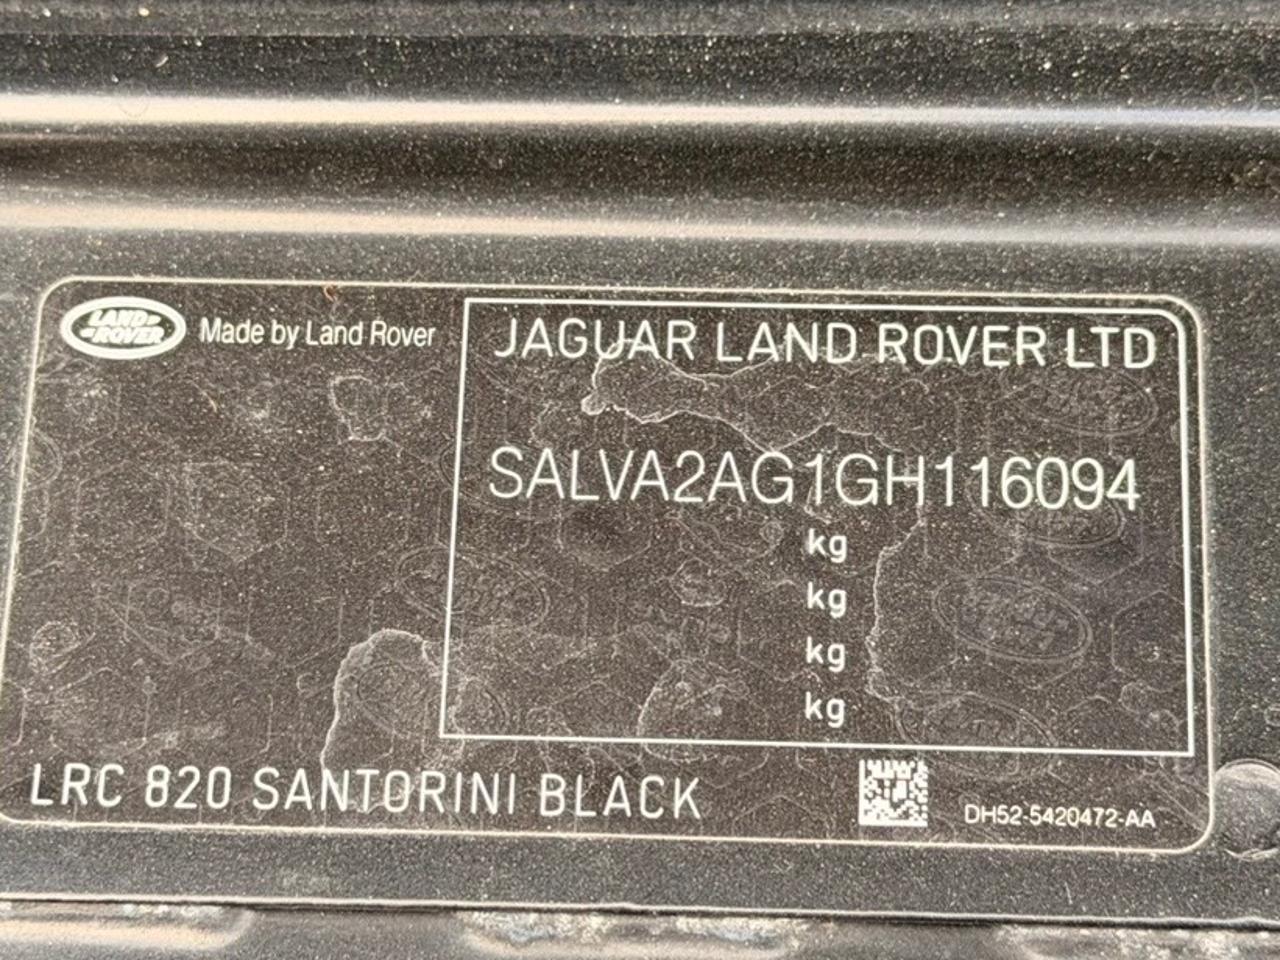 LAND ROVER
Made by Land Rover
JAGUAR LAND ROVER LTD
SALVA2AG1GH116094
kg
kg
kg
kg
LRC 820 SANTORINI BLACK
DH52-5420472-AA